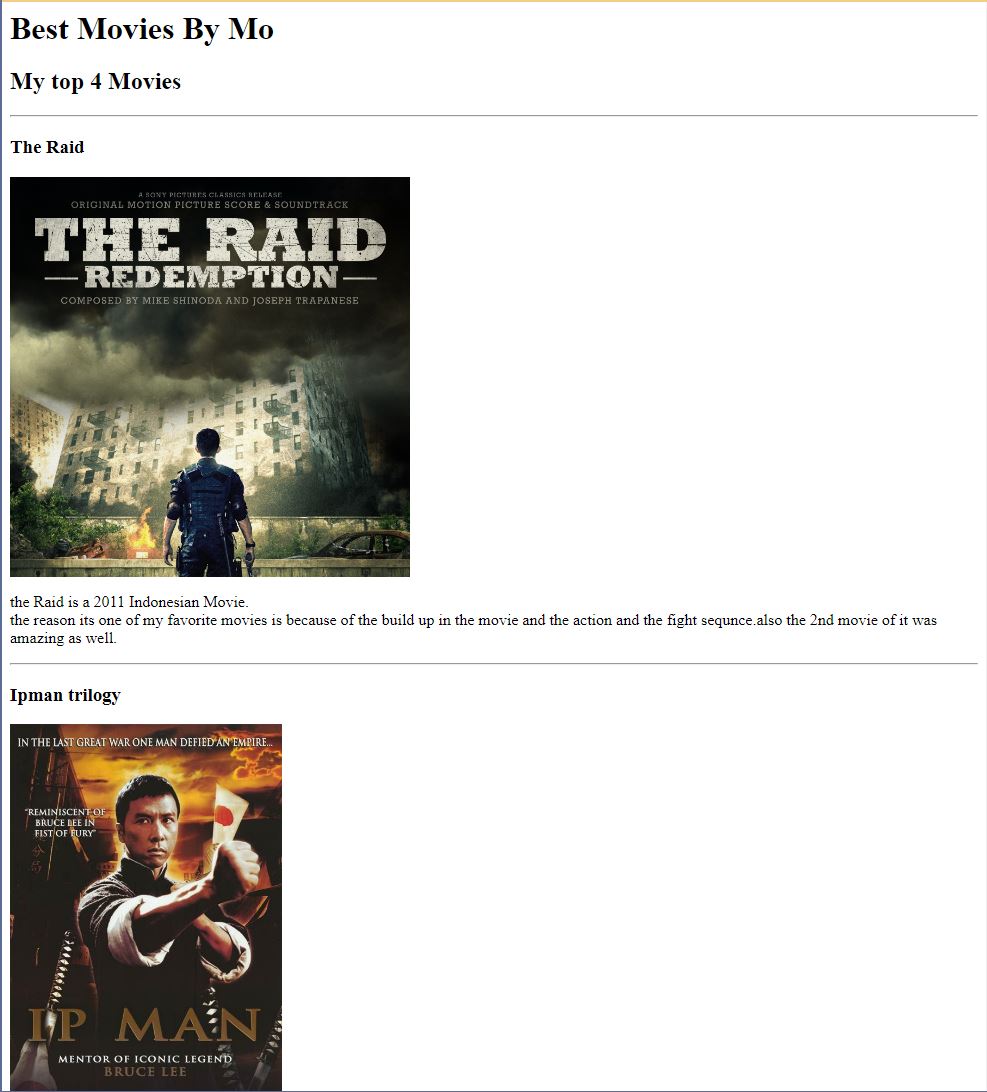 Best Movies By Mo
My top 4 Movies
The Raid
A SONY PICTURES CLASSICS RELEASE
ORIGINAL MOTION PICTURE SCORE & SOUNDTRACK
THE RAID
REDEMPTION
COMPOSED BY MIKE SHINODA AND JOSEPH TRAPANESE
the Raid is a 2011 Indonesian Movie.
the reason its one of my favorite movies is because of the build up in the movie and the action and the fight sequnce.also the 2nd movie of it was
amazing as well.
Ipman trilogy
IN THE LAST GREAT WAR ONE MAN DEFIED AN EMPIRE...
"REMINISCENT OF
BRUCE LEE IN
FIST OF FURY"
IP MAN
MENTOR OF ICONIC LEGEND
BRUCE LEE